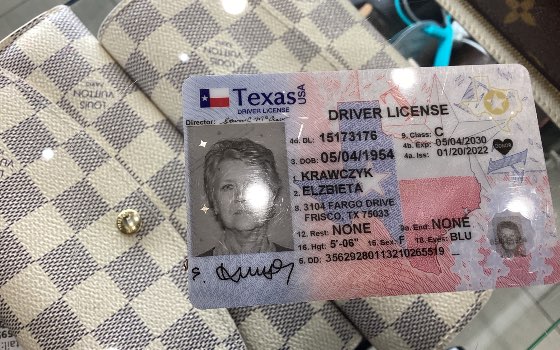 Texas USA
DRIVER LICENSE
Director:
DRIVER LICENSE
4d. DL: 15173176 9. Class: C
4b. Exp: 05/04/2030
3. DOB: 05/04/1954 4a. Iss: 01/20/2022
1. KRAWCZYK
2. ELZBIETA
8. 3104 FARGO DRIVE
FRISCO, TX 75033
12. Rest: NONE 9a. End: NONE
16. Hgt: 5'-06" 15. Sex: F 18. Eyes: BLU
5. DD: 35629280113210265519
LOUIS VUITTON
LOUIS VUITTON